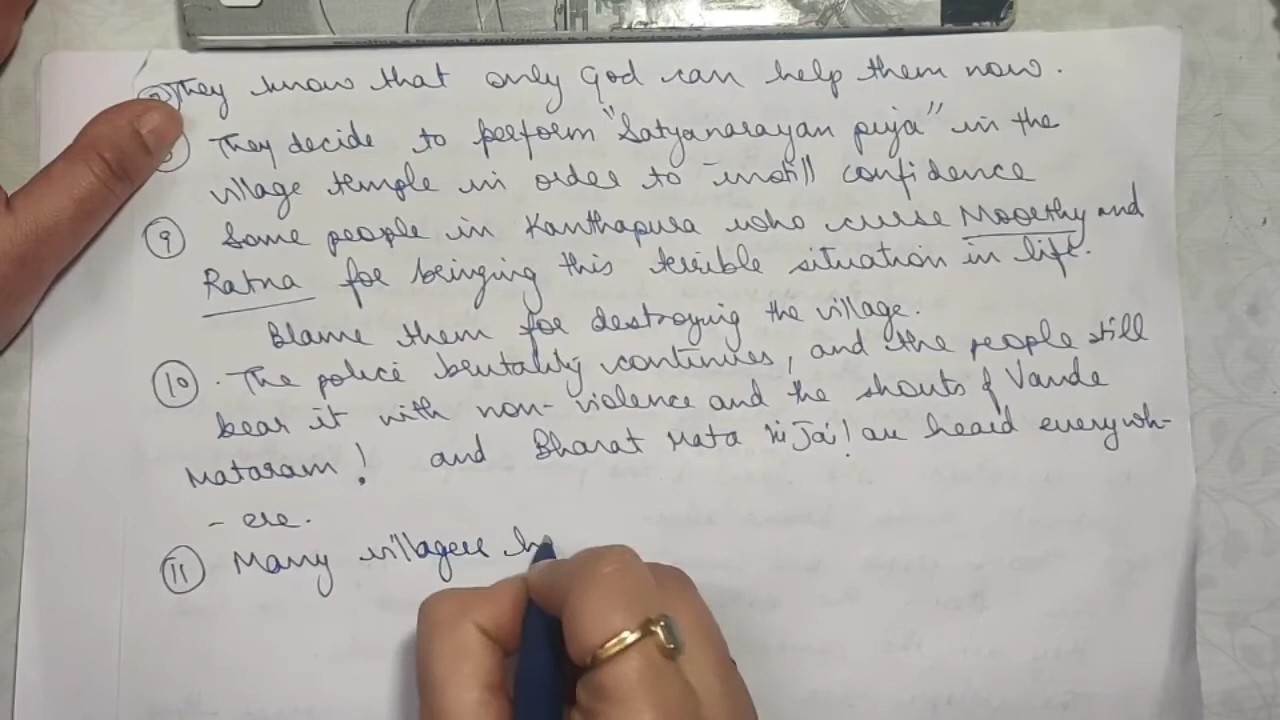 They know that only God can help them now.
They decide to perform "Satyanarayan puja" in the
village temple in order to instill confidence
9 Some people in Kanthapura who curse Moorthy and
Ratna for bringing this terrible situation in life.
Blame them for destroying the village.
10 . The police brutality continues, and the people still
bear it with non-violence and the shouts of Vande
Mataram! and Bharat Mata ki Jai! are heard everywh-
- ere.
11 Many villagers h